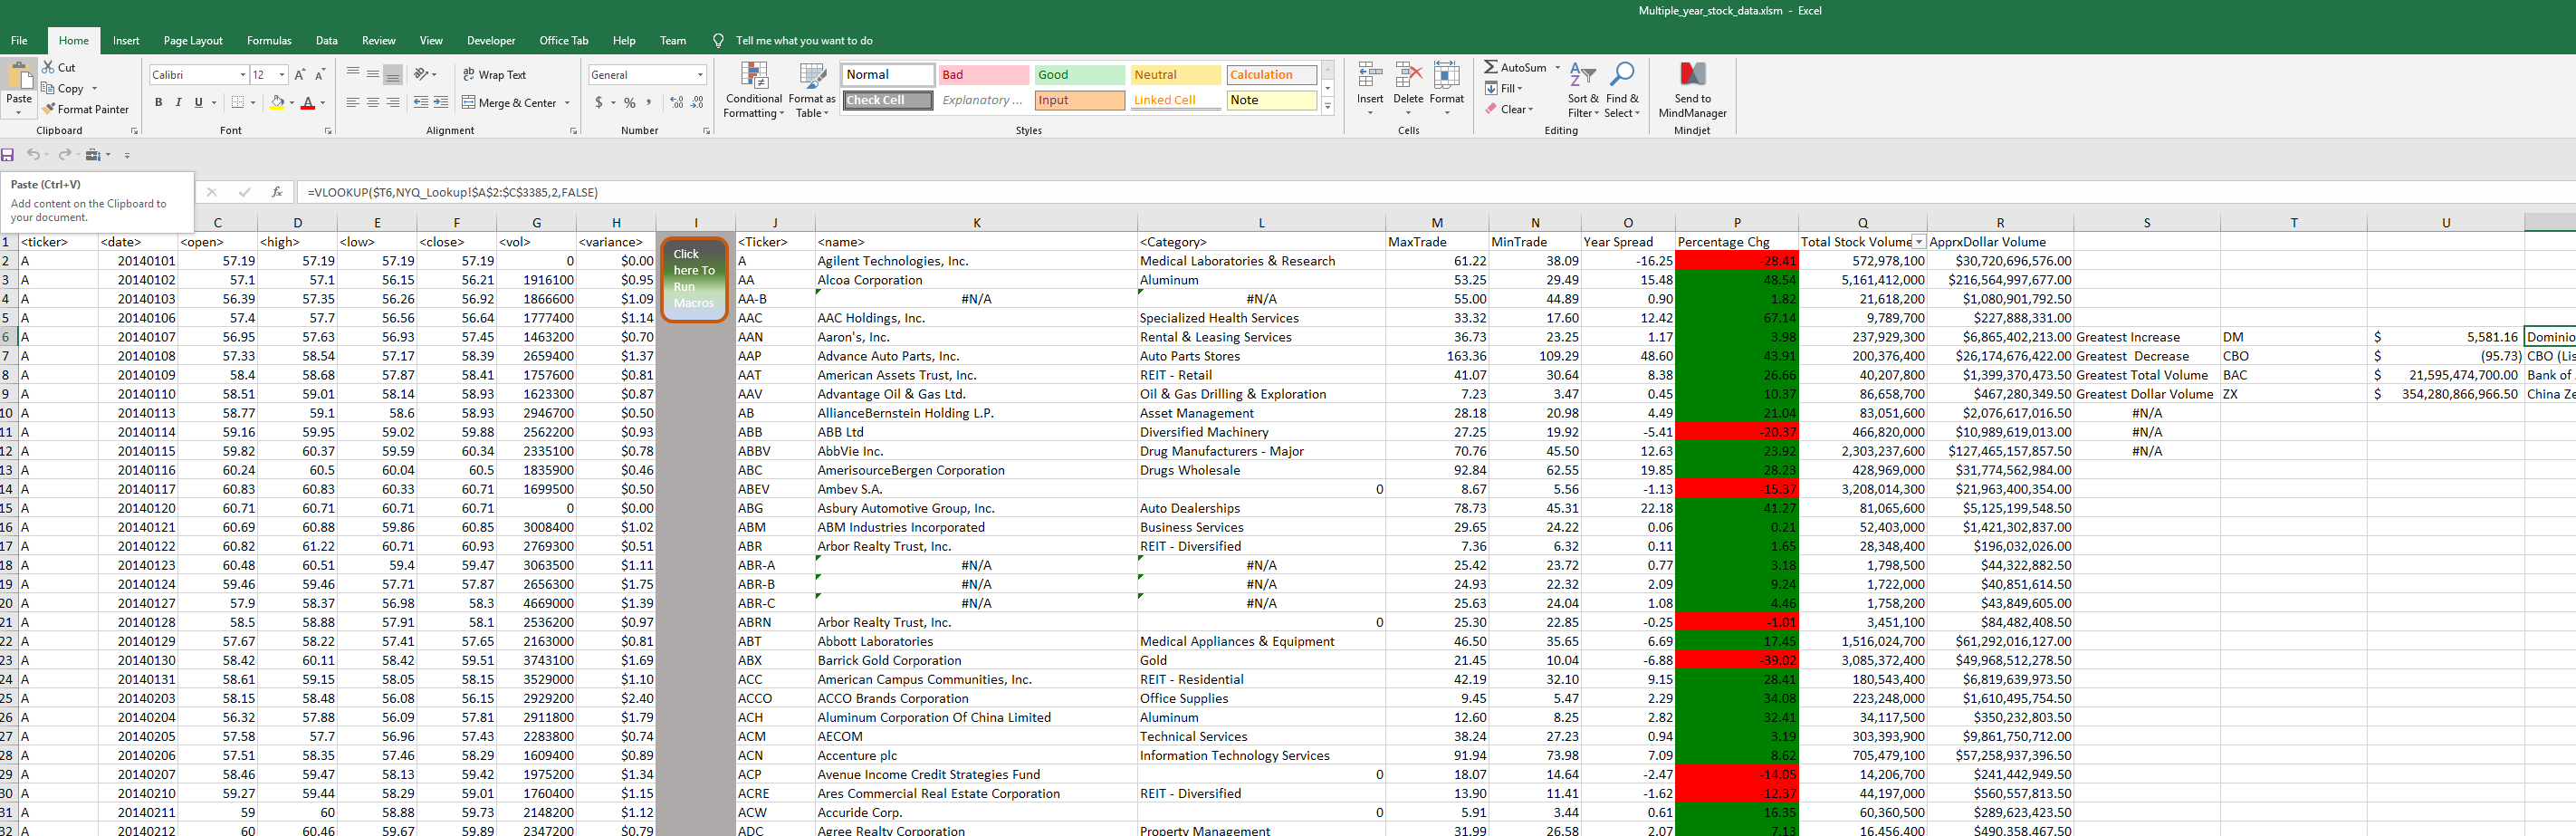 Multiple_year_stock_data.xlsm - Excel
File Home Insert Page Layout Formulas Data Review View Developer Office Tab Help Team Tell me what you want to do
Paste
Cut
Copy
Format Painter
Clipboard
Calibri 12
B I U
Font
Wrap Text
Merge & Center
Alignment
General
$ % ,
Number
Conditional Formatting
Format as Table
Normal Bad Good Neutral Calculation
Check Cell Explanatory ... Input Linked Cell Note
Styles
Insert Delete Format
Cells
AutoSum
Fill
Clear
Sort & Filter
Find & Select
Editing
Send to MindManager
Mindjet
Paste (Ctrl+V)
Add content on the Clipboard to
your document.
fx =VLOOKUP($T6,NYQ_Lookup!$A$2:$C$3385,2,FALSE)
C D E F G H I J K L M N O P Q R S T U
1 <ticker> <date> <open> <high> <low> <close> <vol> <variance> <Ticker> <name> <Category> MaxTrade MinTrade Year Spread Percentage Chg Total Stock Volume ApprxDollar Volume
Click
here To
Run
Macros
2 A 20140101 57.19 57.19 57.19 57.19 0 $0.00 A Agilent Technologies, Inc. Medical Laboratories & Research 61.22 38.09 -16.25 -28.41 572,978,100 $30,720,696,576.00
3 A 20140102 57.1 57.1 56.15 56.21 1916100 $0.95 AA Alcoa Corporation Aluminum 53.25 29.49 15.48 48.54 5,161,412,000 $216,564,997,677.00
4 A 20140103 56.39 57.35 56.26 56.92 1866600 $1.09 AA-B #N/A #N/A 55.00 44.89 0.90 1.82 21,618,200 $1,080,901,792.50
5 A 20140106 57.4 57.7 56.56 56.64 1777400 $1.14 AAC AAC Holdings, Inc. Specialized Health Services 33.32 17.60 12.42 67.14 9,789,700 $227,888,331.00
6 A 20140107 56.95 57.63 56.93 57.45 1463200 $0.70 AAN Aaron's, Inc. Rental & Leasing Services 36.73 23.25 1.17 3.98 237,929,300 $6,865,402,213.00 Greatest Increase DM $ 5,581.16 Dominio
7 A 20140108 57.33 58.54 57.17 58.39 2659400 $1.37 AAP Advance Auto Parts, Inc. Auto Parts Stores 163.36 109.29 48.60 43.91 200,376,400 $26,174,676,422.00 Greatest Decrease CBO $ (95.73) CBO (Lis
8 A 20140109 58.4 58.68 57.87 58.41 1757600 $0.81 AAT American Assets Trust, Inc. REIT - Retail 41.07 30.64 8.38 26.66 40,207,800 $1,399,370,473.50 Greatest Total Volume BAC $ 21,595,474,700.00 Bank of
9 A 20140110 58.51 59.01 58.14 58.93 1623300 $0.87 AAV Advantage Oil & Gas Ltd. Oil & Gas Drilling & Exploration 7.23 3.47 0.45 10.37 86,658,700 $467,280,349.50 Greatest Dollar Volume ZX $ 354,280,866,966.50 China Ze
10 A 20140113 58.77 59.1 58.6 58.93 2946700 $0.50 AB AllianceBernstein Holding L.P. Asset Management 28.18 20.98 4.49 21.04 83,051,600 $2,076,617,016.50 #N/A
11 A 20140114 59.16 59.95 59.02 59.88 2562200 $0.93 ABB ABB Ltd Diversified Machinery 27.25 19.92 -5.41 -20.37 466,820,000 $10,989,619,013.00 #N/A
12 A 20140115 59.82 60.37 59.59 60.34 2335100 $0.78 ABBV AbbVie Inc. Drug Manufacturers - Major 70.76 45.50 12.63 23.92 2,303,237,600 $127,465,157,857.50 #N/A
13 A 20140116 60.24 60.5 60.04 60.5 1835900 $0.46 ABC AmerisourceBergen Corporation Drugs Wholesale 92.84 62.55 19.85 28.23 428,969,000 $31,774,562,984.00
14 A 20140117 60.83 60.83 60.33 60.71 1699500 $0.50 ABEV Ambev S.A. 0 8.67 5.56 -1.13 -15.37 3,208,014,300 $21,963,400,354.00
15 A 20140120 60.71 60.71 60.71 60.71 0 $0.00 ABG Asbury Automotive Group, Inc. Auto Dealerships 78.73 45.31 22.18 41.27 81,065,600 $5,125,199,548.50
16 A 20140121 60.69 60.88 59.86 60.85 3008400 $1.02 ABM ABM Industries Incorporated Business Services 29.65 24.22 0.06 0.21 52,403,000 $1,421,302,837.00
17 A 20140122 60.82 61.22 60.71 60.93 2769300 $0.51 ABR Arbor Realty Trust, Inc. REIT - Diversified 7.36 6.32 0.11 1.65 28,348,400 $196,032,026.00
18 A 20140123 60.48 60.51 59.4 59.47 3063500 $1.11 ABR-A #N/A #N/A 25.42 23.72 0.77 3.18 1,798,500 $44,322,882.50
19 A 20140124 59.46 59.46 57.71 57.87 2656300 $1.75 ABR-B #N/A #N/A 24.93 22.32 2.09 9.24 1,722,000 $40,851,614.50
20 A 20140127 57.9 58.37 56.98 58.3 4669000 $1.39 ABR-C #N/A #N/A 25.63 24.04 1.08 4.46 1,758,200 $43,849,605.00
21 A 20140128 58.5 58.88 57.91 58.1 2536200 $0.97 ABRN Arbor Realty Trust, Inc. 0 25.30 22.85 -0.25 -1.01 3,451,100 $84,482,408.50
22 A 20140129 57.67 58.22 57.41 57.65 2163000 $0.81 ABT Abbott Laboratories Medical Appliances & Equipment 46.50 35.65 6.69 17.45 1,516,024,700 $61,292,016,127.00
23 A 20140130 58.42 60.11 58.42 59.51 3743100 $1.69 ABX Barrick Gold Corporation Gold 21.45 10.04 -6.88 -39.02 3,085,372,400 $49,968,512,278.50
24 A 20140131 58.61 59.15 58.05 58.15 3529000 $1.10 ACC American Campus Communities, Inc. REIT - Residential 42.19 32.10 9.15 28.41 180,543,400 $6,819,639,973.50
25 A 20140203 58.15 58.48 56.08 56.15 2929200 $2.40 ACCO ACCO Brands Corporation Office Supplies 9.45 5.47 2.29 34.08 223,248,000 $1,610,495,754.50
26 A 20140204 56.32 57.88 56.09 57.81 2911800 $1.79 ACH Aluminum Corporation Of China Limited Aluminum 12.60 8.25 2.82 32.41 34,117,500 $350,232,803.50
27 A 20140205 57.58 57.7 56.96 57.43 2283800 $0.74 ACM AECOM Technical Services 38.24 27.23 0.94 3.19 303,393,900 $9,861,750,712.00
28 A 20140206 57.51 58.35 57.46 58.29 1609400 $0.89 ACN Accenture plc Information Technology Services 91.94 73.98 7.09 8.62 705,479,100 $57,258,937,396.50
29 A 20140207 58.46 59.47 58.13 59.42 1975200 $1.34 ACP Avenue Income Credit Strategies Fund 0 18.07 14.64 -2.47 -14.05 14,206,700 $241,442,949.50
30 A 20140210 59.27 59.44 58.29 59.01 1760400 $1.15 ACRE Ares Commercial Real Estate Corporation REIT - Diversified 13.90 11.41 -1.62 -12.37 44,197,000 $560,557,813.50
31 A 20140211 59 60 58.88 59.73 2148200 $1.12 ACW Accuride Corp. 0 5.91 3.44 0.61 16.35 60,360,500 $289,623,423.50
32 A 20140212 60 60.46 59.67 59.89 2347200 $0.79 ADC Agree Realty Corporation Property Management 31.99 26.58 2.07 7.13 16,456,400 $490,358,467.50